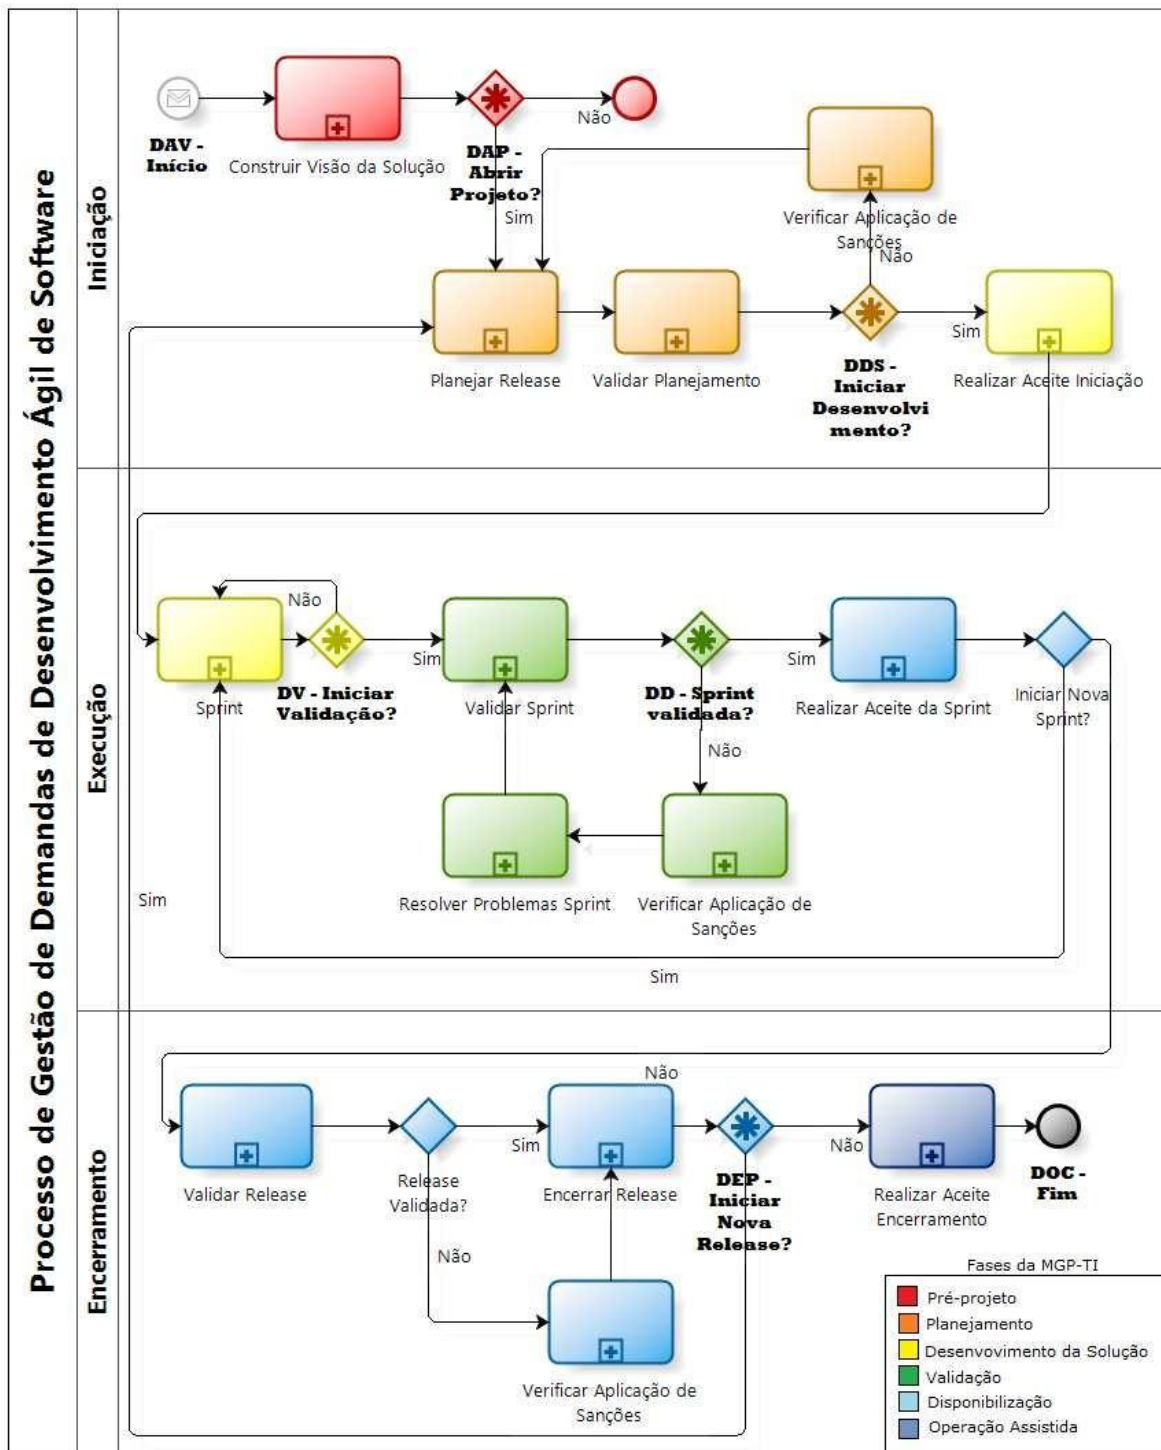 Processo de Gestão de Demandas de Desenvolvimento Ágil de Software
Iniciação
DAV -
Início
Construir Visão da Solução
DAP -
Abrir
Projeto?
Não
Sim
Verificar Aplicação de
Sanções
Não
Planejar Release
Validar Planejamento
DDS -
Iniciar
Desenvolvi
mento?
Sim
Realizar Aceite Iniciação
Execução
Não
Sprint
DV - Iniciar
Validação?
Sim
Validar Sprint
DD - Sprint
validada?
Sim
Não
Realizar Aceite da Sprint
Iniciar Nova
Sprint?
Resolver Problemas Sprint
Verificar Aplicação de
Sanções
Sim
Sim
Encerramento
Não
Validar Release
Release
Validada?
Sim
Não
Encerrar Release
DEP -
Iniciar
Nova
Release?
Não
Realizar Aceite
Encerramento
DOC -
Fim
Verificar Aplicação de
Sanções
Fases da MGP-TI
Pré-projeto
Planejamento
Desenvovimento da Solução
Validação
Disponibilização
Operação Assistida